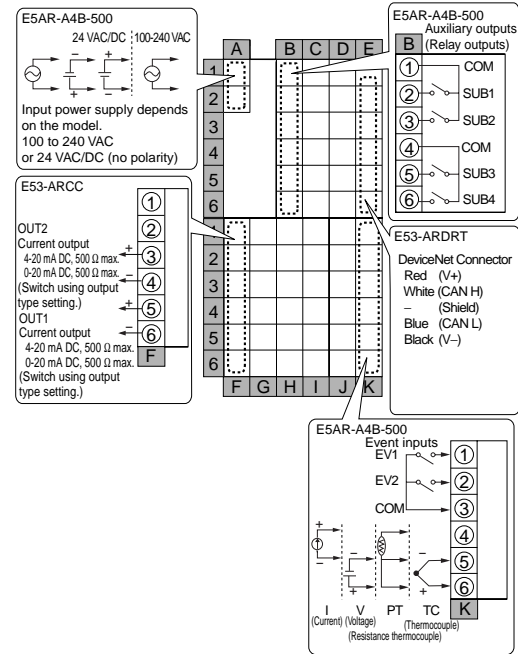 E5AR-A4B-500
24 VAC/DC 100-240 VAC
– –
+ +
Input power supply depends
on the model.
100 to 240 VAC
or 24 VAC/DC (no polarity)
A B C D E
1
2
3
4
5
6
1
2
3
4
5
6
F G H I J K
E5AR-A4B-500
Auxiliary outputs
(Relay outputs)
B
1 COM
2 SUB1
3 SUB2
4 COM
5 SUB3
6 SUB4
E53-ARCC
1
2
OUT2
Current output
4-20 mA DC, 500 Ω max. + 3
0-20 mA DC, 500 Ω max. – 4
(Switch using output
type setting.) + 5
OUT1
Current output – 6
4-20 mA DC, 500 Ω max.
0-20 mA DC, 500 Ω max. F
(Switch using output
type setting.)
E53-ARDRT
DeviceNet Connector
Red (V+)
White (CAN H)
– (Shield)
Blue (CAN L)
Black (V–)
E5AR-A4B-500
Event inputs
EV1 1
EV2 2
COM 3
4
5
6
+ – – –
– + +
I V PT TC K
(Current) (Voltage) (Thermocouple)
(Resistance thermocouple)